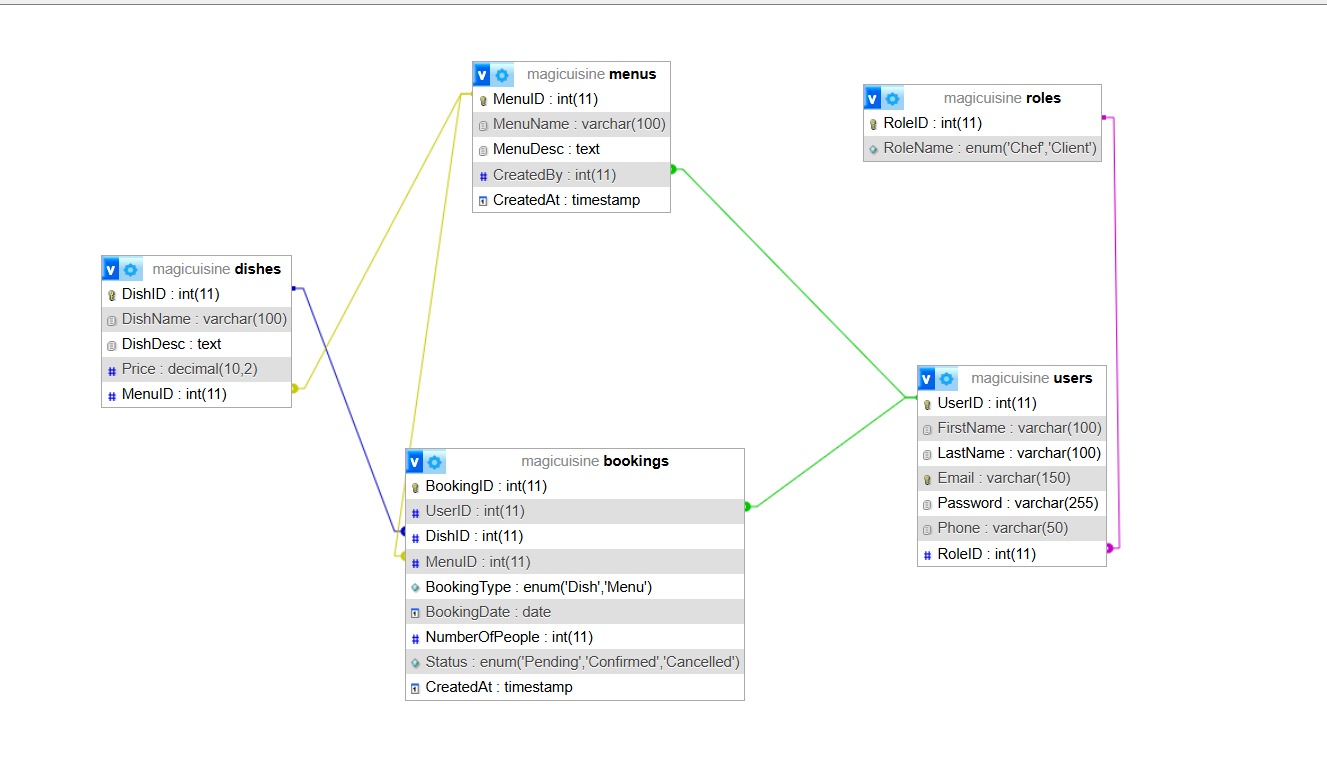 v magicuisine menus
MenuID : int(11)
MenuName : varchar(100)
MenuDesc : text
CreatedBy : int(11)
CreatedAt : timestamp
v magicuisine roles
RoleID : int(11)
RoleName : enum('Chef','Client')
v magicuisine dishes
DishID : int(11)
DishName : varchar(100)
DishDesc : text
Price : decimal(10,2)
MenuID : int(11)
v magicuisine users
UserID : int(11)
FirstName : varchar(100)
LastName : varchar(100)
Email : varchar(150)
Password : varchar(255)
Phone : varchar(50)
RoleID : int(11)
v magicuisine bookings
BookingID : int(11)
UserID : int(11)
DishID : int(11)
MenuID : int(11)
BookingType : enum('Dish','Menu')
BookingDate : date
NumberOfPeople : int(11)
Status : enum('Pending','Confirmed','Cancelled')
CreatedAt : timestamp